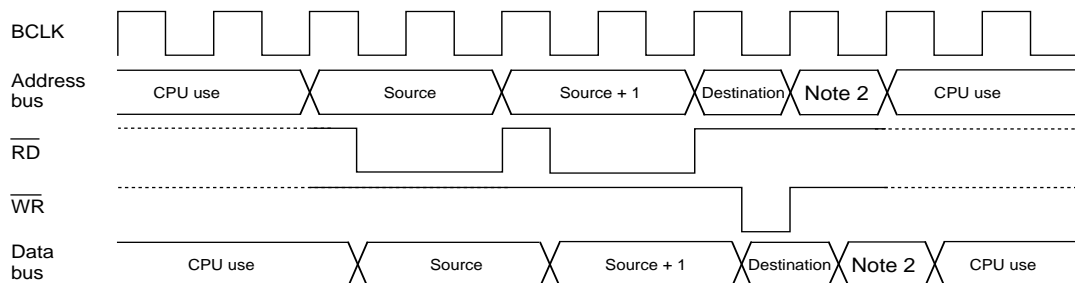 BCLK
Address bus
CPU use
Source
Source + 1
Destination
Note 2
CPU use
RD
WR
Data bus
CPU use
Source
Source + 1
Destination
Note 2
CPU use